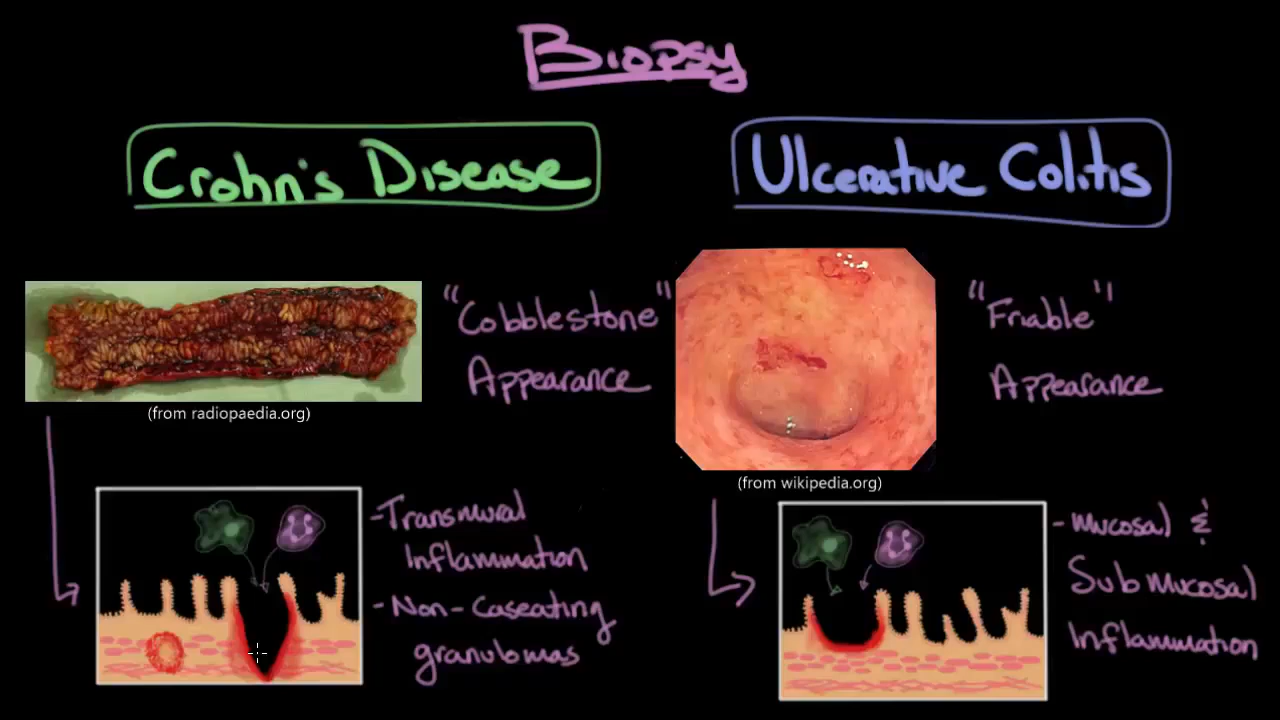 Biopsy
Crohn's Disease
Ulcerative Colitis
"Cobblestone"
Appearance
(from radiopaedia.org)
"Friable"
Appearance
(from wikipedia.org)
-Transmural
Inflammation
-Non-Caseating
granulomas
-Mucosal &
SubMucosal
Inflammation